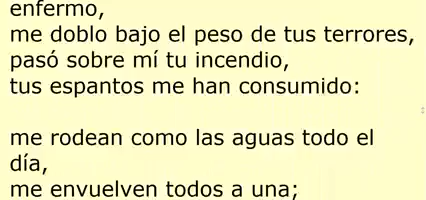 enfermo,
me doblo bajo el peso de tus terrores,
pasó sobre mí tu incendio,
tus espantos me han consumido:
me rodean como las aguas todo el
día,
me envuelven todos a una;